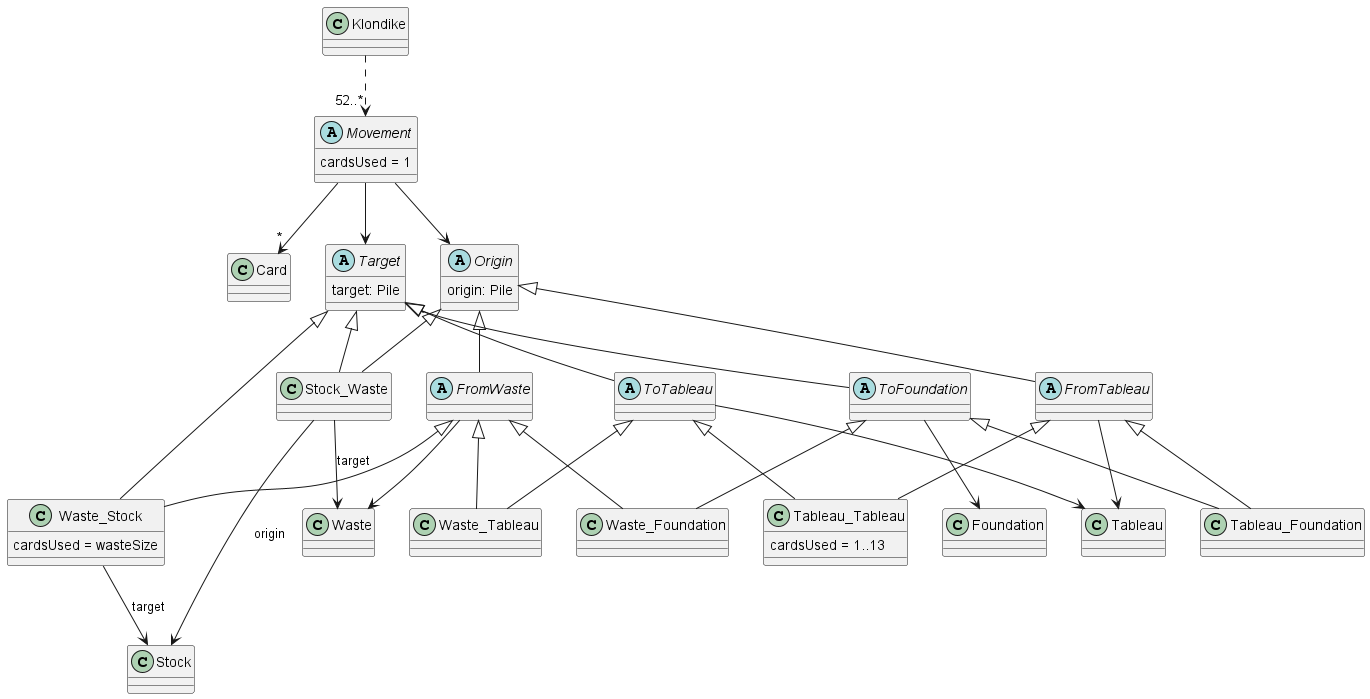 C Klondike
52..*
A Movement
cardsUsed = 1
*
C Card
A Target
target: Pile
A Origin
origin: Pile
C Stock_Waste
A FromWaste
A ToTableau
A ToFoundation
A FromTableau
target
origin
C Waste_Stock
cardsUsed = wasteSize
C Waste
C Waste_Tableau
C Waste_Foundation
C Tableau_Tableau
cardsUsed = 1..13
C Foundation
C Tableau
C Tableau_Foundation
target
C Stock